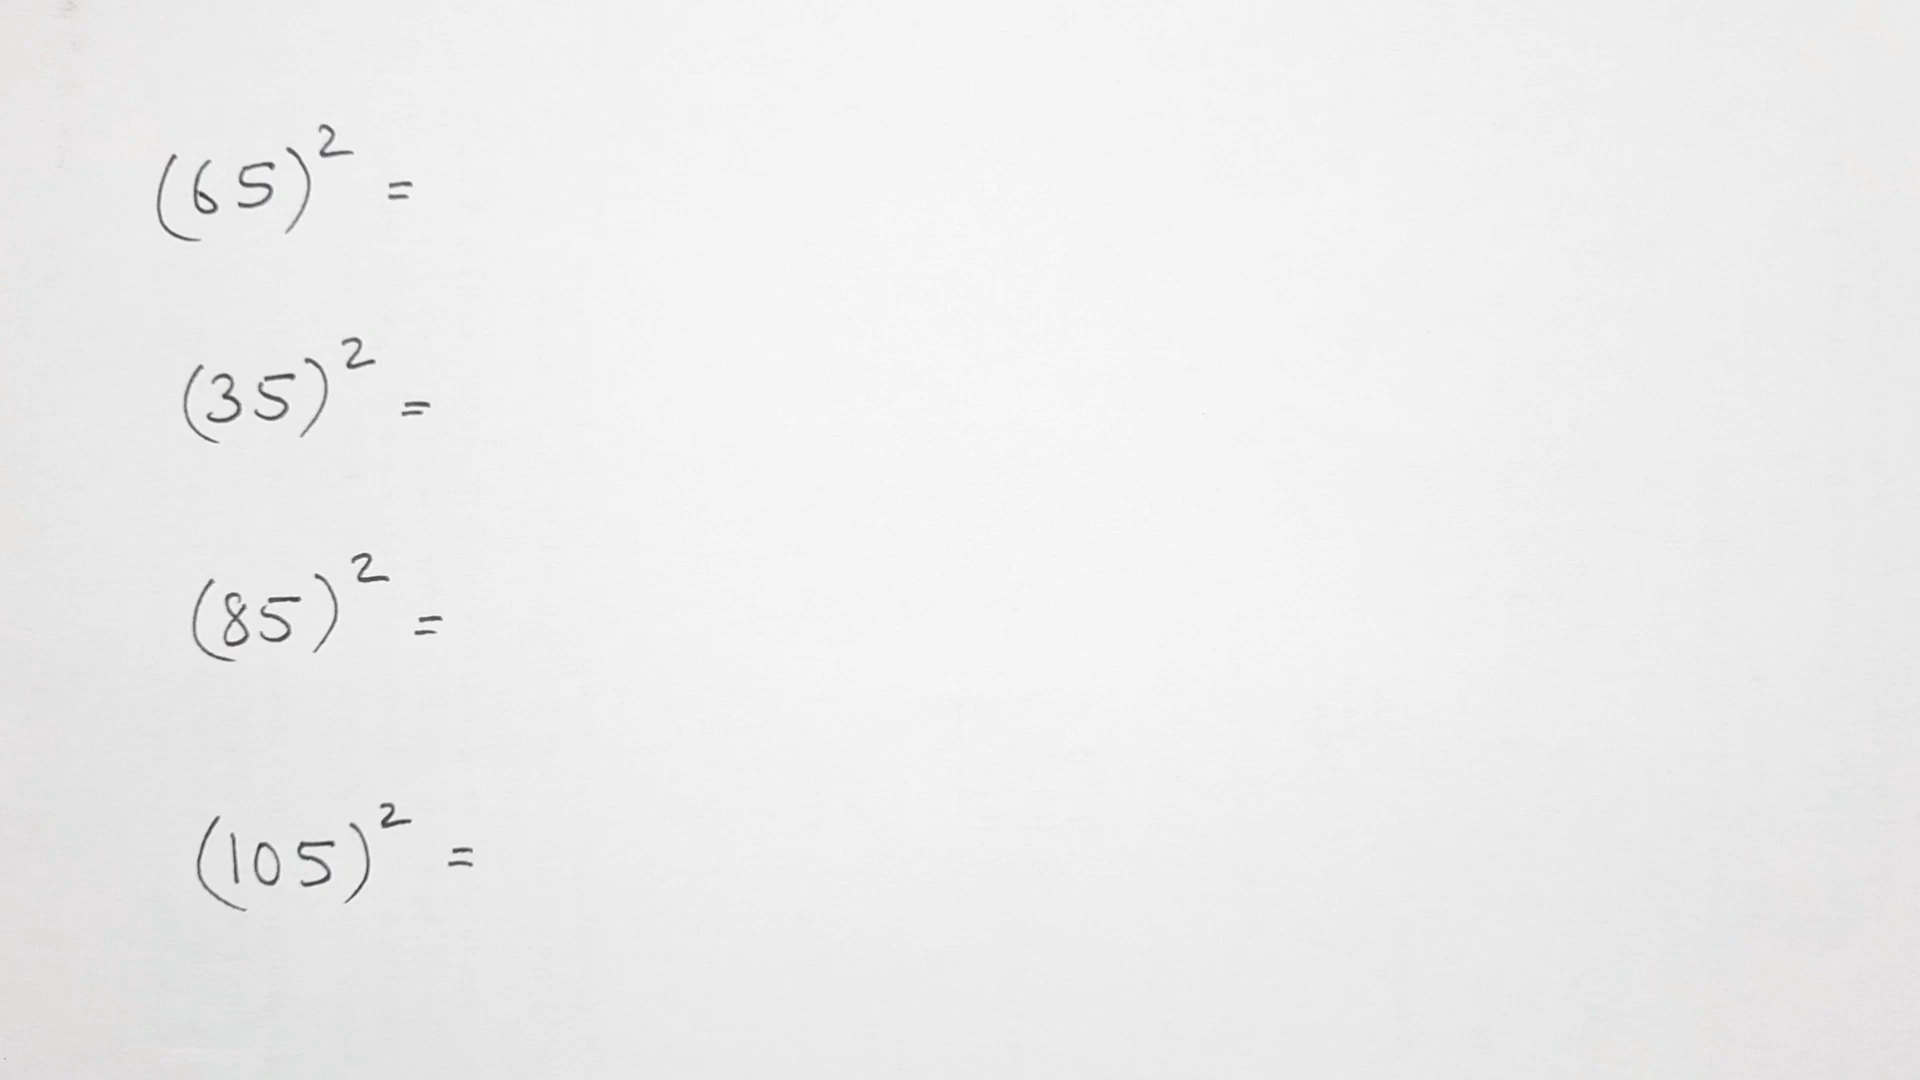 (65)² =
(35)² =
(85)² =
(105)² =